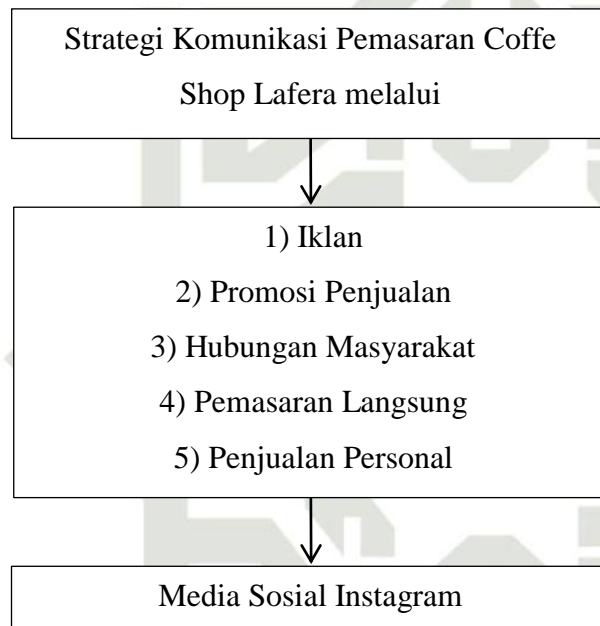 Strategi Komunikasi Pemasaran Coffe
Shop Lafera melalui
1) Iklan
2) Promosi Penjualan
3) Hubungan Masyarakat
4) Pemasaran Langsung
5) Penjualan Personal
Media Sosial Instagram